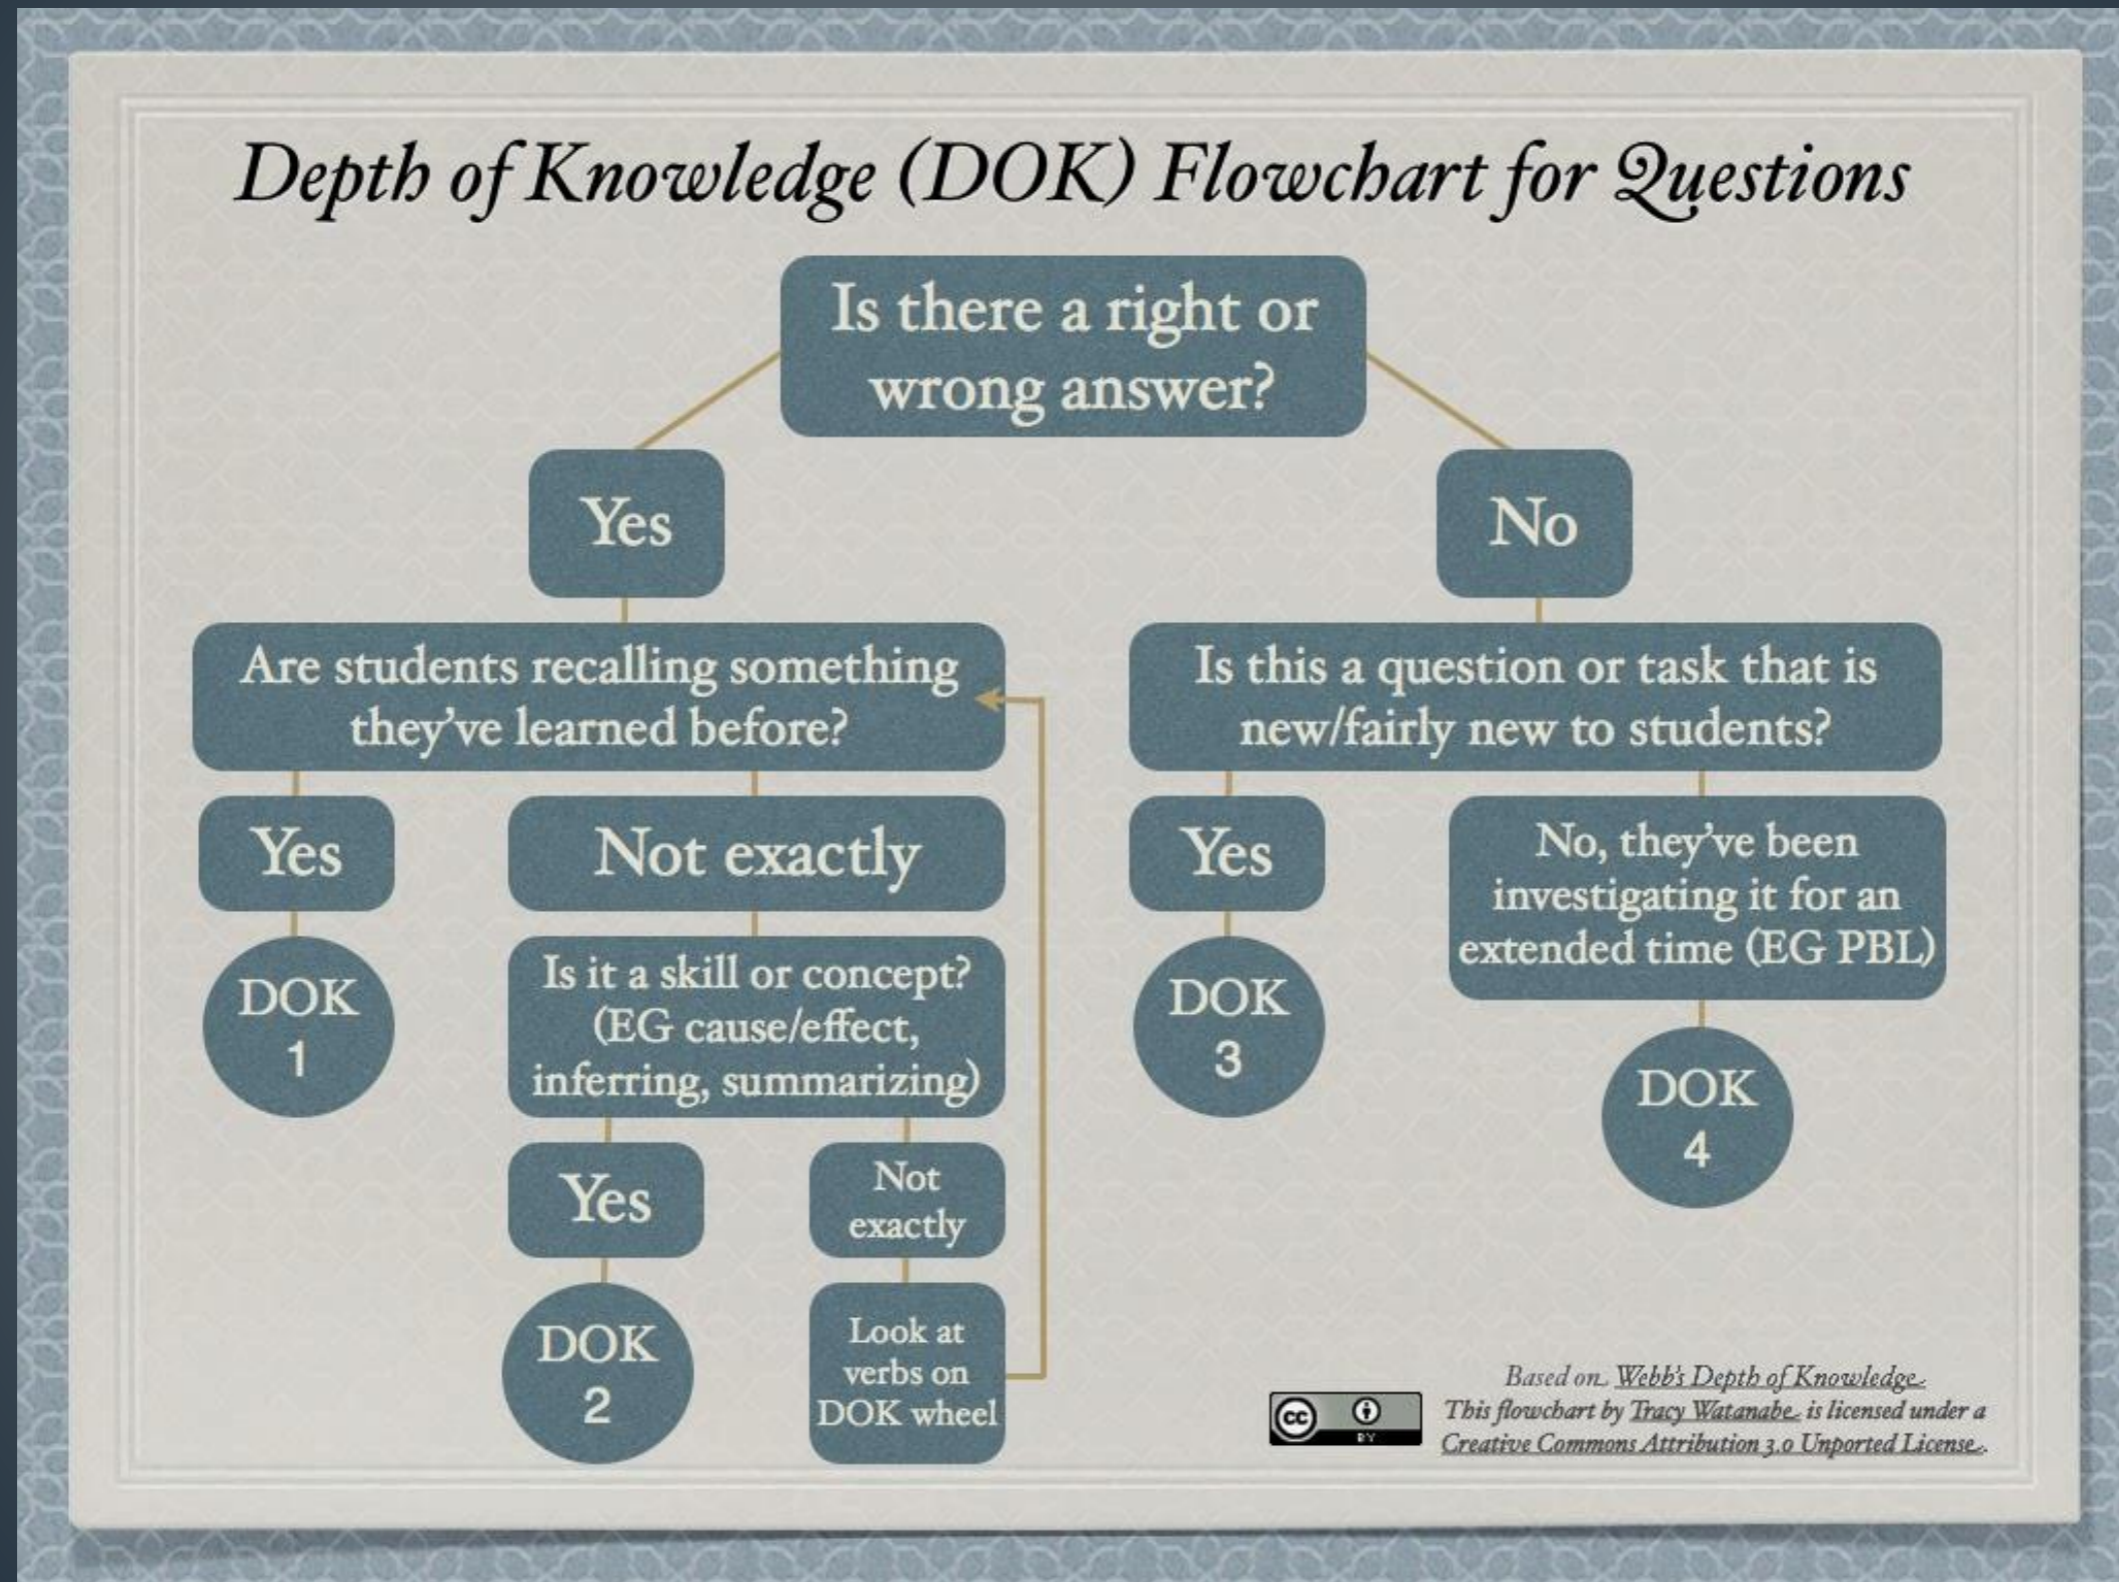 Depth of Knowledge (DOK) Flowchart for Questions
Is there a right or
wrong answer?
Yes
No
Are students recalling something
they've learned before?
Is this a question or task that is
new/fairly new to students?
Yes
Not exactly
Yes
No, they've been
investigating it for an
extended time (EG PBL)
DOK
1
Is it a skill or concept?
(EG cause/effect,
inferring, summarizing)
DOK
3
DOK
4
Yes
Not
exactly
DOK
2
Look at
verbs on
DOK wheel
cc
BY
Based on Webb's Depth of Knowledge
This flowchart by Tracy Watanabe is licensed under a
Creative Commons Attribution 3.0 Unported License.